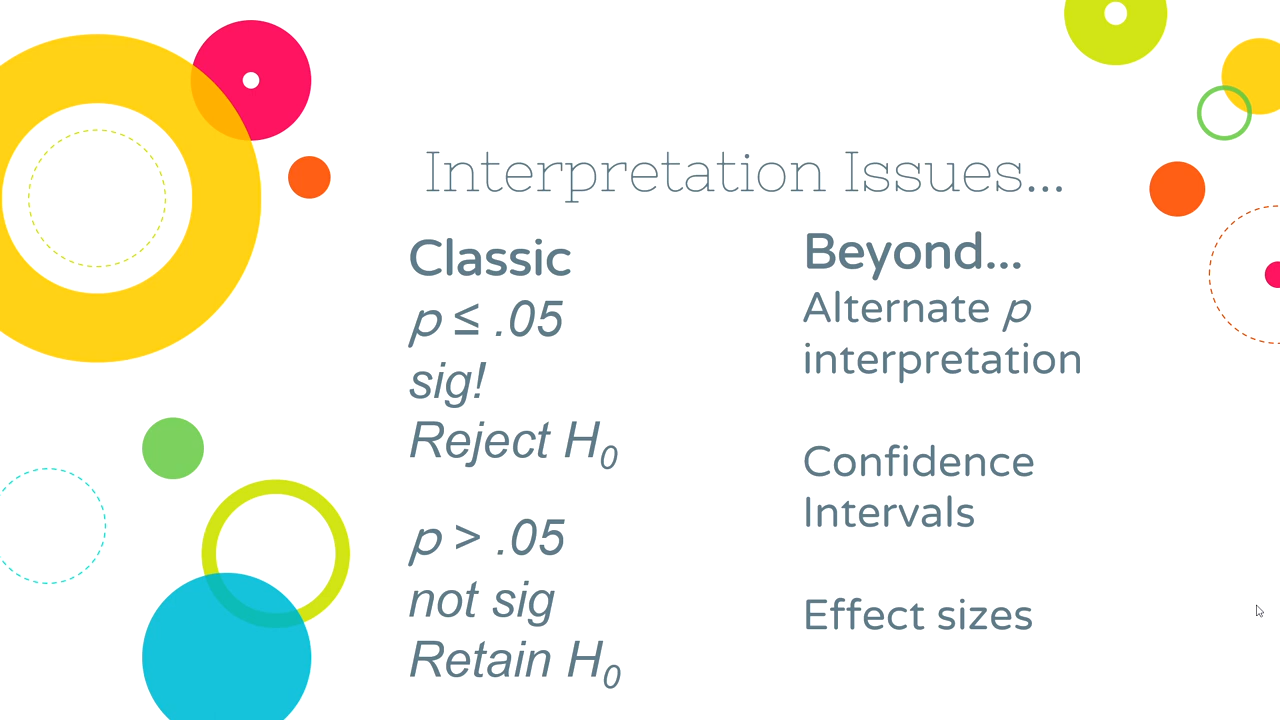 Interpretation Issues...
Classic
p ≤ .05
sig!
Reject H₀
p > .05
not sig
Retain H₀
Beyond...
Alternate p
interpretation
Confidence
Intervals
Effect sizes